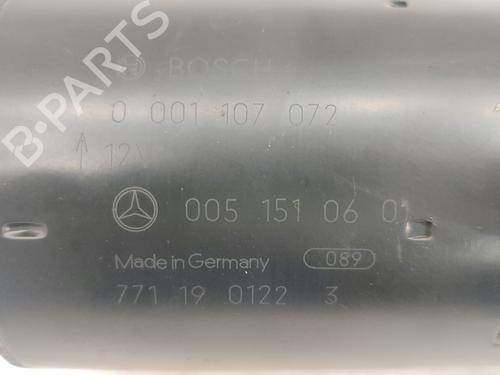 B-PARTS
BOSCH
0 001 107 072
↑ 12V
005 151 06 01
Made in Germany 089
771 19 0122 3